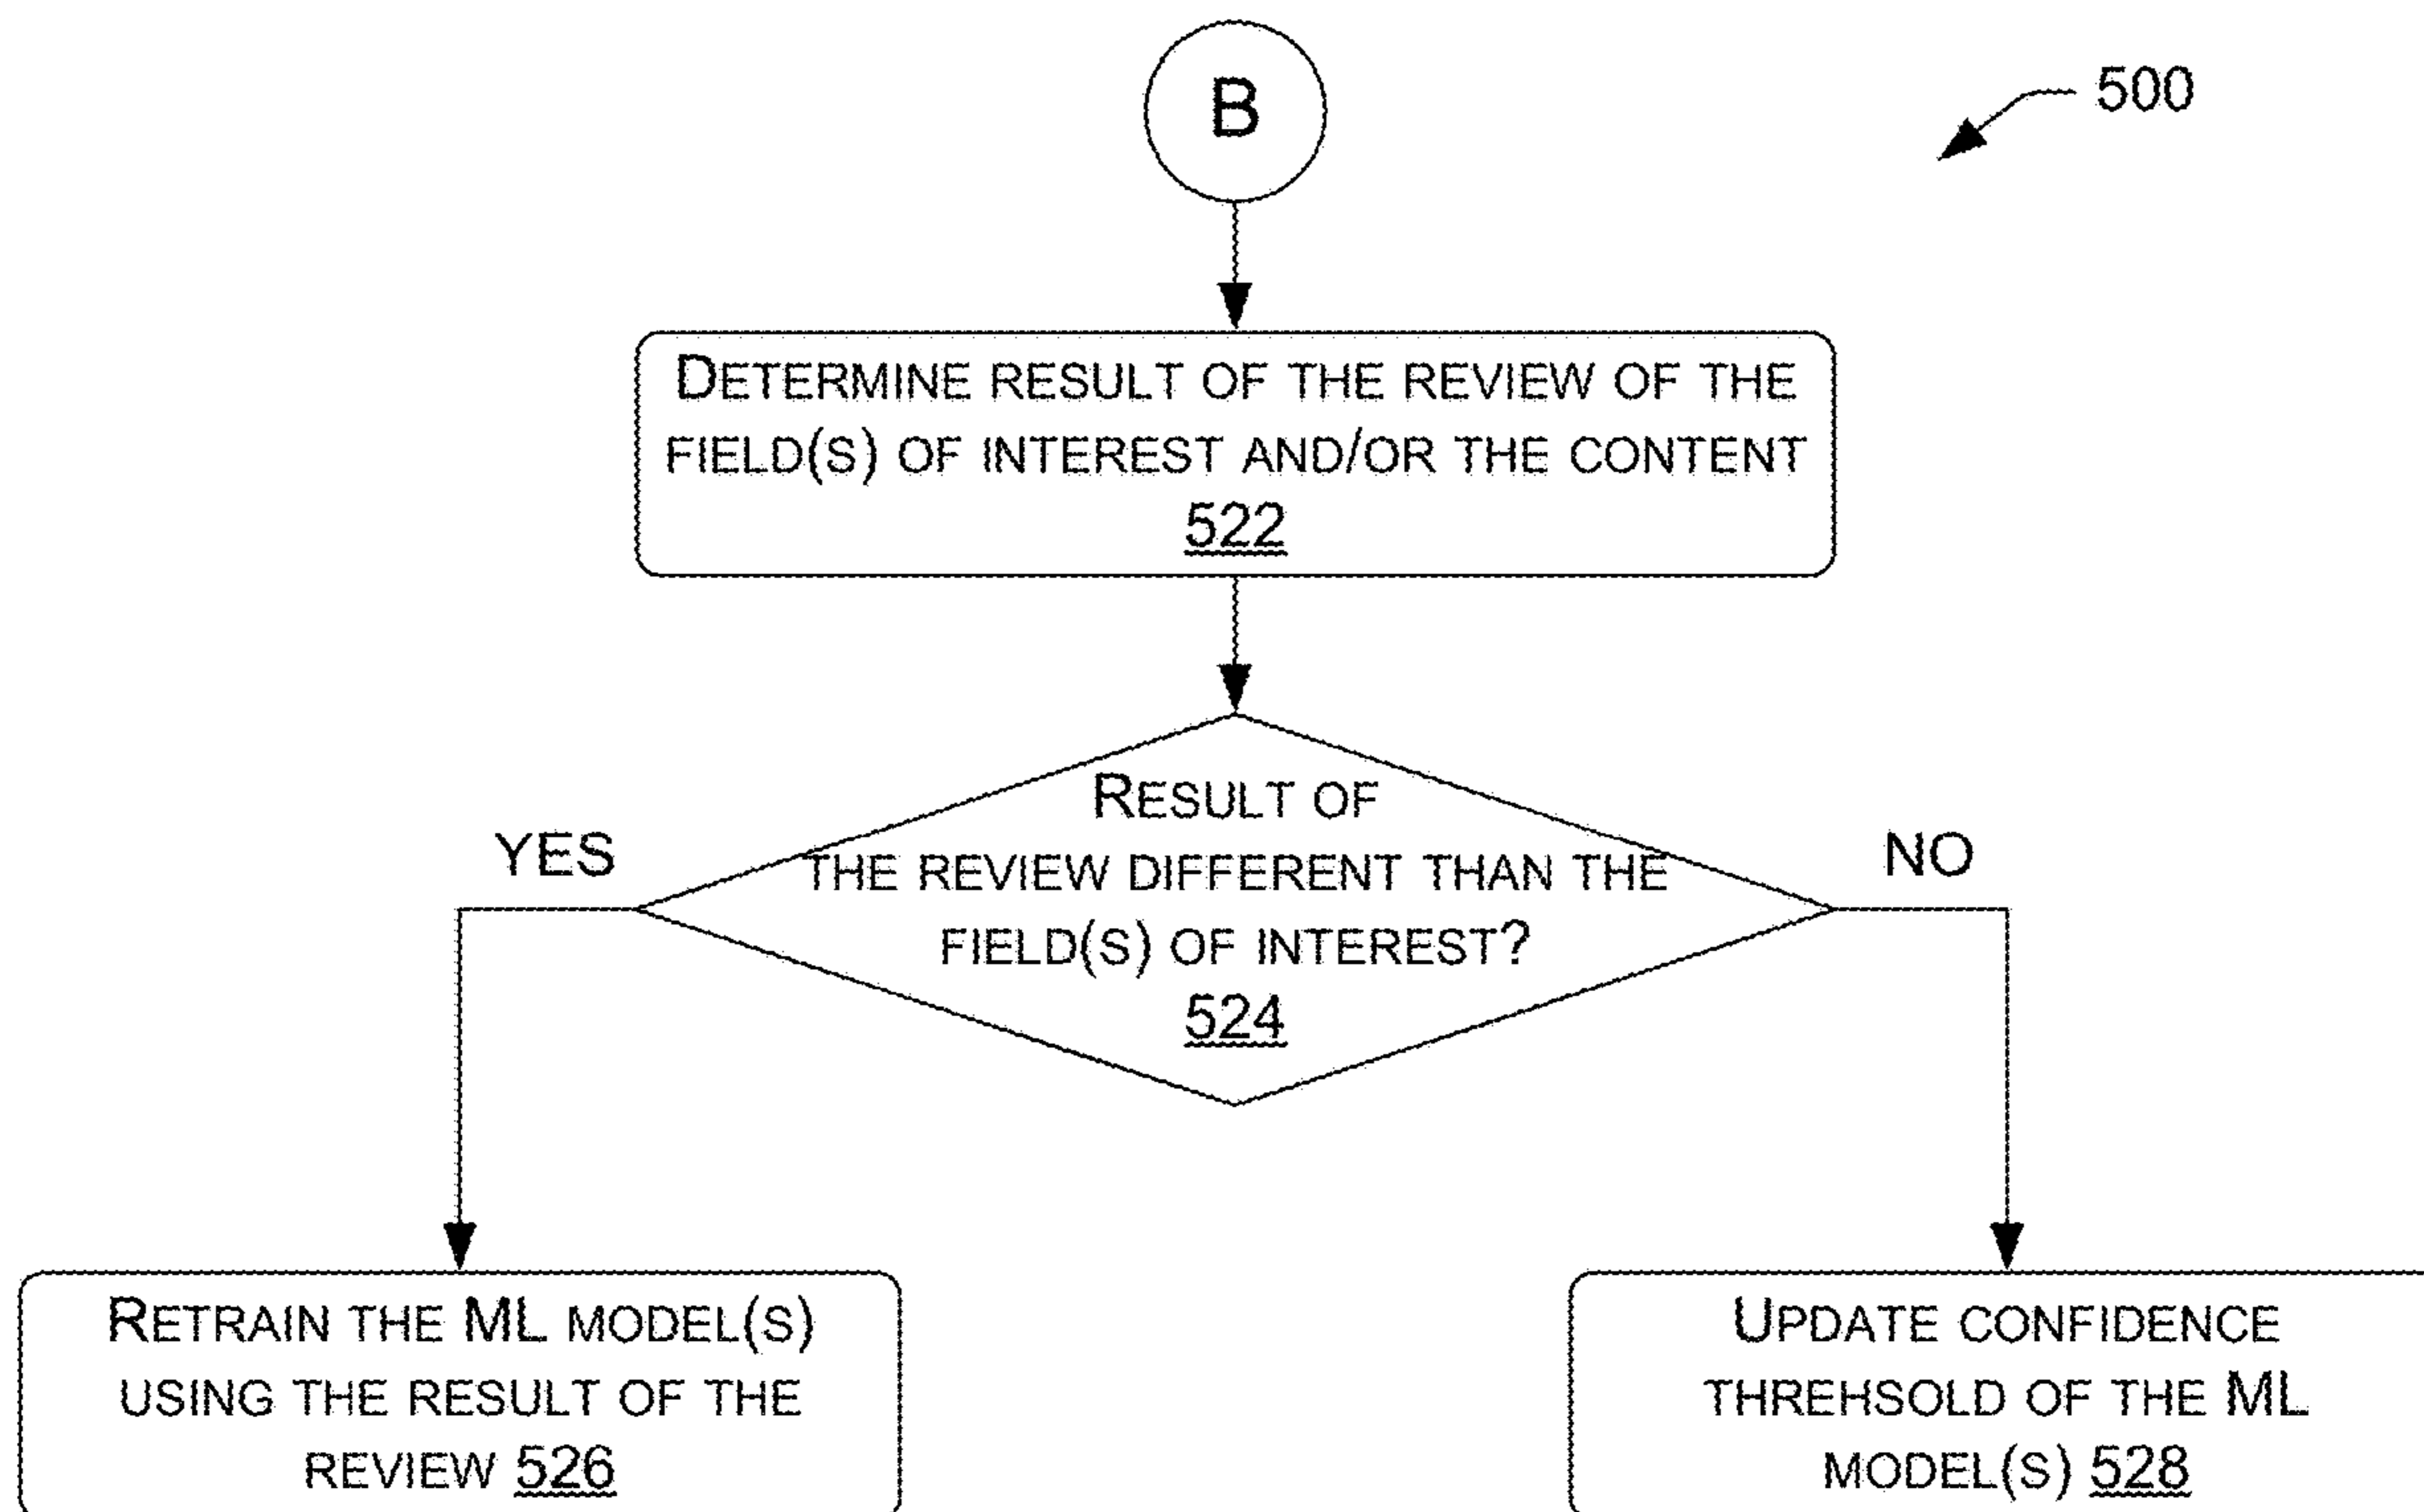 B
500
DETERMINE RESULT OF THE REVIEW OF THE
FIELD(S) OF INTEREST AND/OR THE CONTENT
522
RESULT OF
THE REVIEW DIFFERENT THAN THE
FIELD(S) OF INTEREST?
524
YES
NO
RETRAIN THE ML MODEL(S)
USING THE RESULT OF THE
REVIEW 526
UPDATE CONFIDENCE
THREHSOLD OF THE ML
MODEL(S) 528